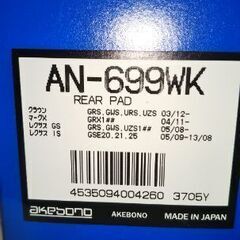 AN-699WK
REAR PAD
クラウン GRS,GWS,URS,UZS 03/12-
マークX GRX1## 04/11-
レクサス GS GRS,GWS,UZS1## 05/08-
レクサス IS GSE20,21,25 05/09-13/08
4535094004260 3705Y
akebono AKEBONO MADE IN JAPAN